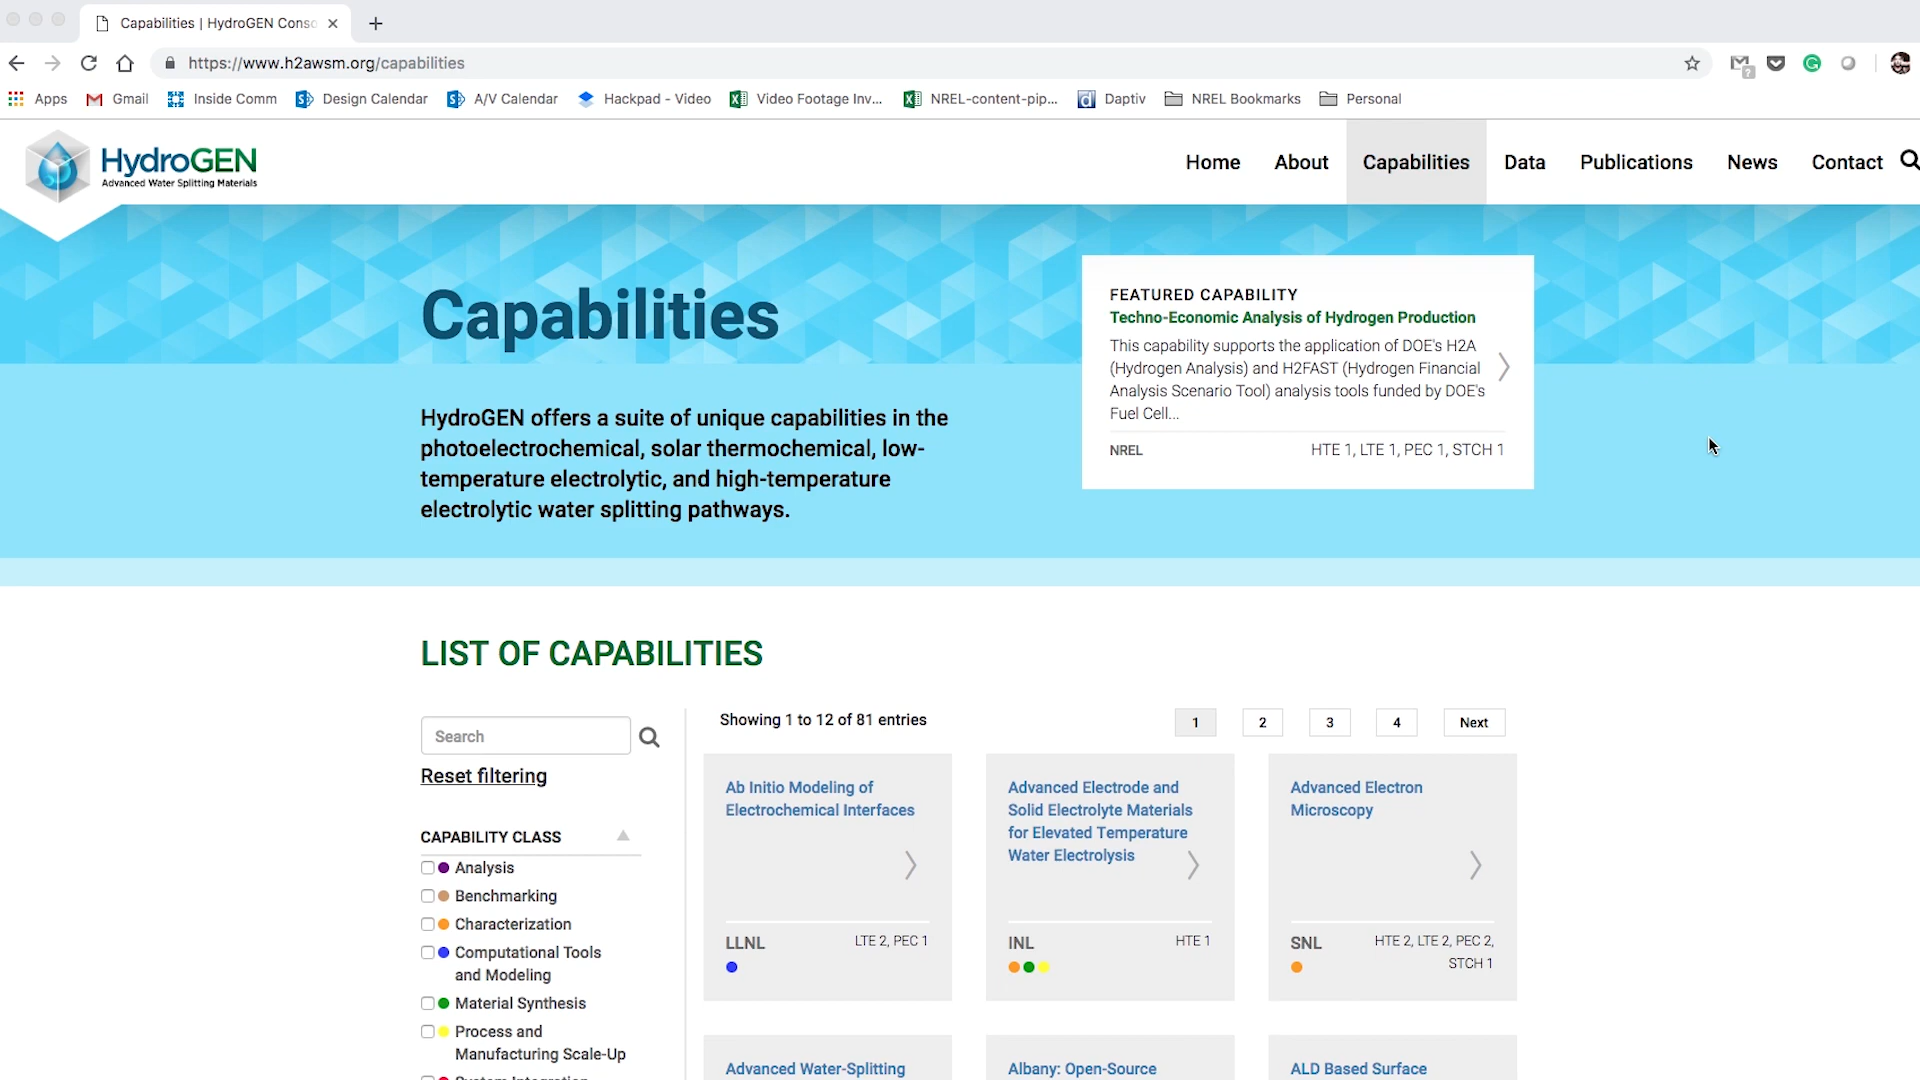 Capabilities | HydroGEN Conso
https://www.h2awsm.org/capabilities
Apps
Gmail
Inside Comm
Design Calendar
A/V Calendar
Hackpad - Video
Video Footage Inv...
NREL-content-pip...
Daptiv
NREL Bookmarks
Personal
HydroGEN
Advanced Water Splitting Materials
Home
About
Capabilities
Data
Publications
News
Contact
Capabilities
HydroGEN offers a suite of unique capabilities in the
photoelectrochemical, solar thermochemical, low-
temperature electrolytic, and high-temperature
electrolytic water splitting pathways.
FEATURED CAPABILITY
Techno-Economic Analysis of Hydrogen Production
This capability supports the application of DOE's H2A
(Hydrogen Analysis) and H2FAST (Hydrogen Financial
Analysis Scenario Tool) analysis tools funded by DOE's
Fuel Cell...
NREL
HTE 1, LTE 1, PEC 1, STCH 1
LIST OF CAPABILITIES
Search
Reset filtering
CAPABILITY CLASS
Analysis
Benchmarking
Characterization
Computational Tools
and Modeling
Material Synthesis
Process and
Manufacturing Scale-Up
System Integration
Showing 1 to 12 of 81 entries
1
2
3
4
Next
Ab Initio Modeling of
Electrochemical Interfaces
LLNL
LTE 2, PEC 1
Advanced Electrode and
Solid Electrolyte Materials
for Elevated Temperature
Water Electrolysis
INL
HTE 1
Advanced Electron
Microscopy
SNL
HTE 2, LTE 2, PEC 2,
STCH 1
Advanced Water-Splitting
Albany: Open-Source
ALD Based Surface